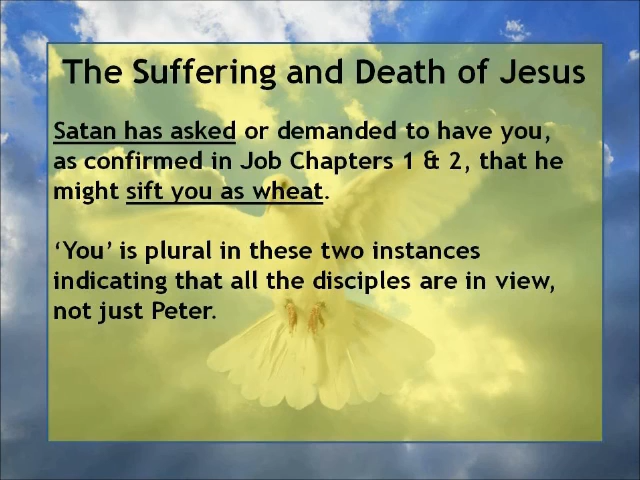 The Suffering and Death of Jesus
Satan has asked or demanded to have you,
as confirmed in Job Chapters 1 & 2, that he
might sift you as wheat.
‘You’ is plural in these two instances
indicating that all the disciples are in view,
not just Peter.